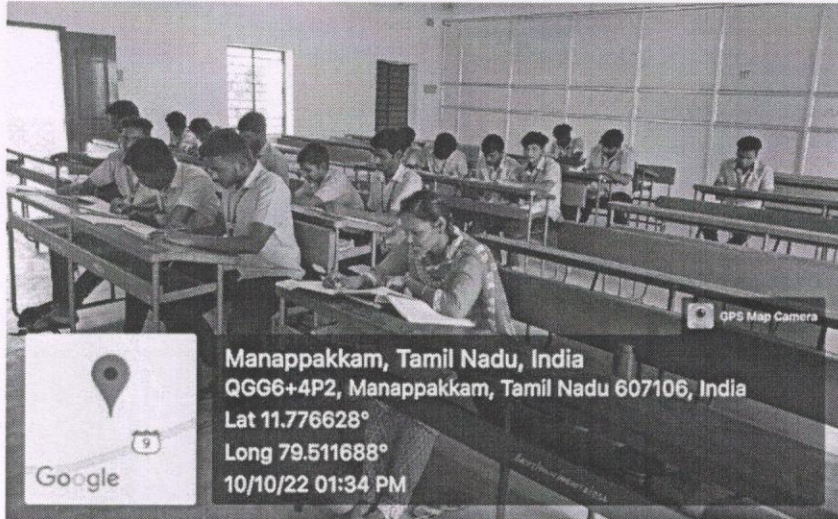 GPS Map Camera
Manappakkam, Tamil Nadu, India
QGG6+4P2, Manappakkam, Tamil Nadu 607106, India
Lat 11.776628°
Long 79.511688°
10/10/22 01:34 PM
9
Google